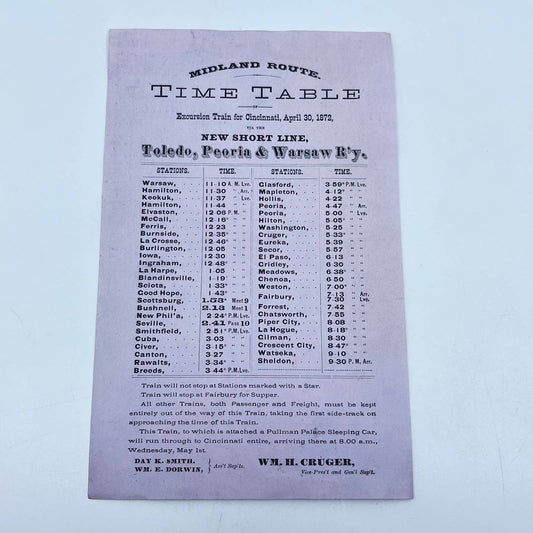 MIDLAND ROUTE.
TIME TABLE
OF
Excursion Train for Cincinnati, April 30, 1872,
VIA THE
NEW SHORT LINE,
Toledo, Peoria & Warsaw R'y.
STATIONS. STATIONS.
Warsaw, 11·10 A. M. Lve. Glasford, 3·59* P.M. Lve.
Hamilton, 11·30 " Arr. Mapleton, 4·12* " "
Keokuk, 11·37 " Lve. Hollis, 4·22 " "
Hamilton, 11·44 " " Peoria, 4·47 " Arr.
Elvaston, 12·06 P.M. " Peoria, 5.00 " Lve.
McCall, 12·16* " " Hilton, 5.05* " "
Ferris, 12·23 " " Washington, 5.25 " "
Burnside, 12·35* " " Cruger, 5.33* " "
La Crosse, 12·46* " " Eureka, 5.39 " "
Burlington, 12·05 " " Secor, 5·57 " "
Iowa, 12·30 " " El Paso, 6·13 " "
Ingraham, 12·48* " " Gridley, 6·30 " "
La Harpe, 1·05 " " Meadows, 6·38* " "
Blandinsville, 1·19* " " Chenoa, 6·50 " "
Sciota, 1·33* " " Weston, 7·00* " "
Good Hope, 1·43* " " Fairbury, 7·13 " Arr.
7·30 " Lve.
Scottsburg, 1.53* Meet 9 Forrest, 7·42 " "
Bushnell, 2.13 Meet 1 Chatsworth, 7·55 " "
New Phil'a, 2·24* P.M. Lve. Piper City, 8·08 " "
Seville, 2.41 Pass 10 La Hogue, 8·18* " "
Smithfield, 2·51* P.M. Lve. Gilman, 8·30 " "
Cuba, 3·03 " " Crescent City, 8·47* " "
Civer, 3·15* " " Watseka, 9·10 " "
Canton, 3·27 " " Sheldon, 9·30 P.M. Arr.
Rawalts, 3·34* " "
Breeds, 3·44* P.M. Lve.
Train will not stop at Stations marked with a Star.
Train will stop at Fairbury for Supper.
All other Trains, both Passenger and Freight, must be kept
entirely out of the way of this Train, taking the first side-track on
approaching the time of this Train.
This Train, to which is attached a Pullman Palace Sleeping Car,
will run through to Cincinnati entire, arriving there at 8.00 a.m.,
Wednesday, May 1st.
DAY K. SMITH,
WM. E. DORWIN, } Ass't Sup'ts.
WM. H. CRUGER,
Vice-Pres't and Gen'l Sup't.